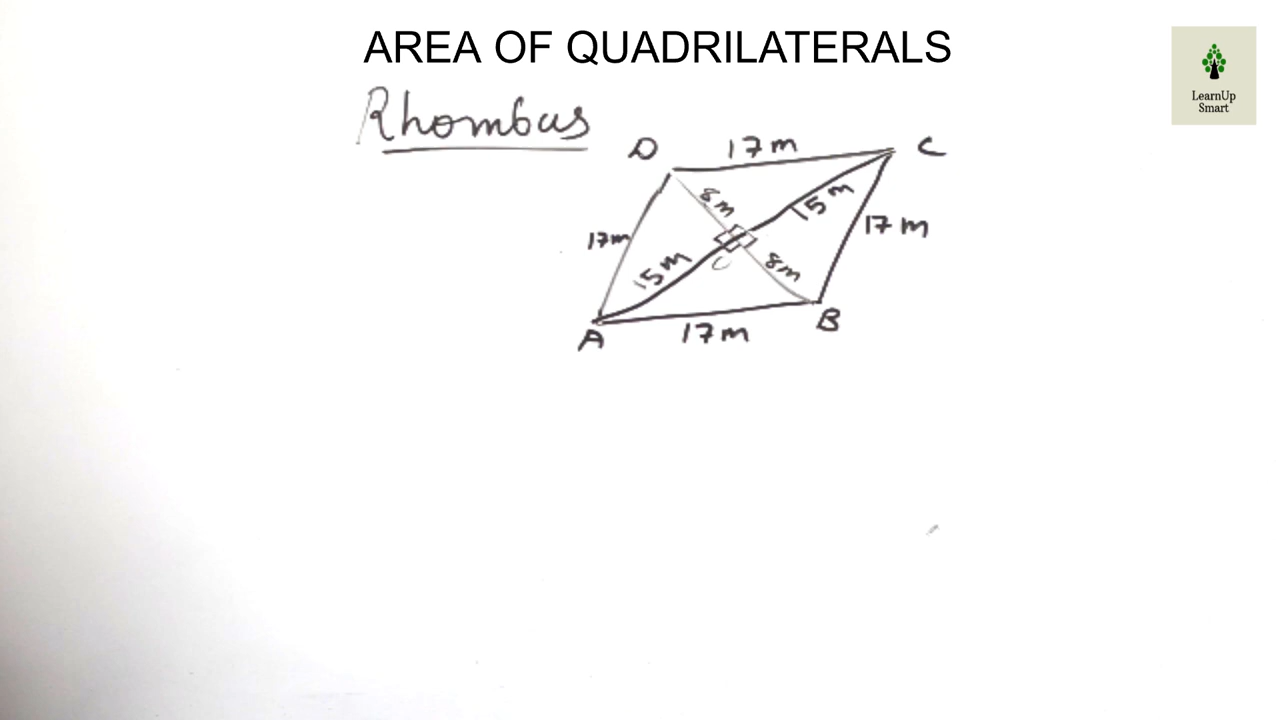 AREA OF QUADRILATERALS
LearnUp
Smart
Rhombus
D 17m C
8m 15m
17m 17m
15m 8m
A 17m B